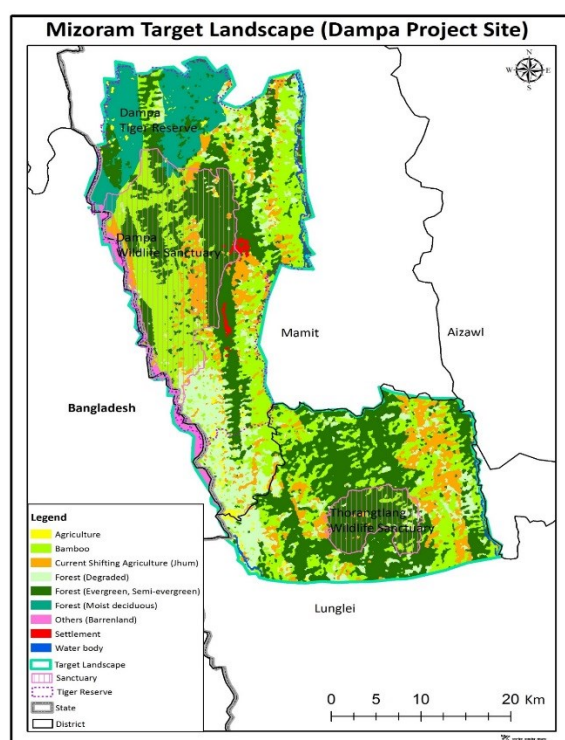 Mizoram Target Landscape (Dampa Project Site)
N
W
E
S
Dampa
Tiger Reserve
Dampa
Wildlife Sanctuary
Mamit
Aizawl
Bangladesh
Thorangtlang
Wildlife Sanctuary
Lunglei
Legend
Agriculture
Bamboo
Current Shifting Agriculture (Jhum)
Forest (Degraded)
Forest (Evergreen, Semi-evergreen)
Forest (Moist deciduous)
Others (Barrenland)
Settlement
Water body
Target Landscape
Sanctuary
Tiger Reserve
State
District
0 5 10 15 20 Km